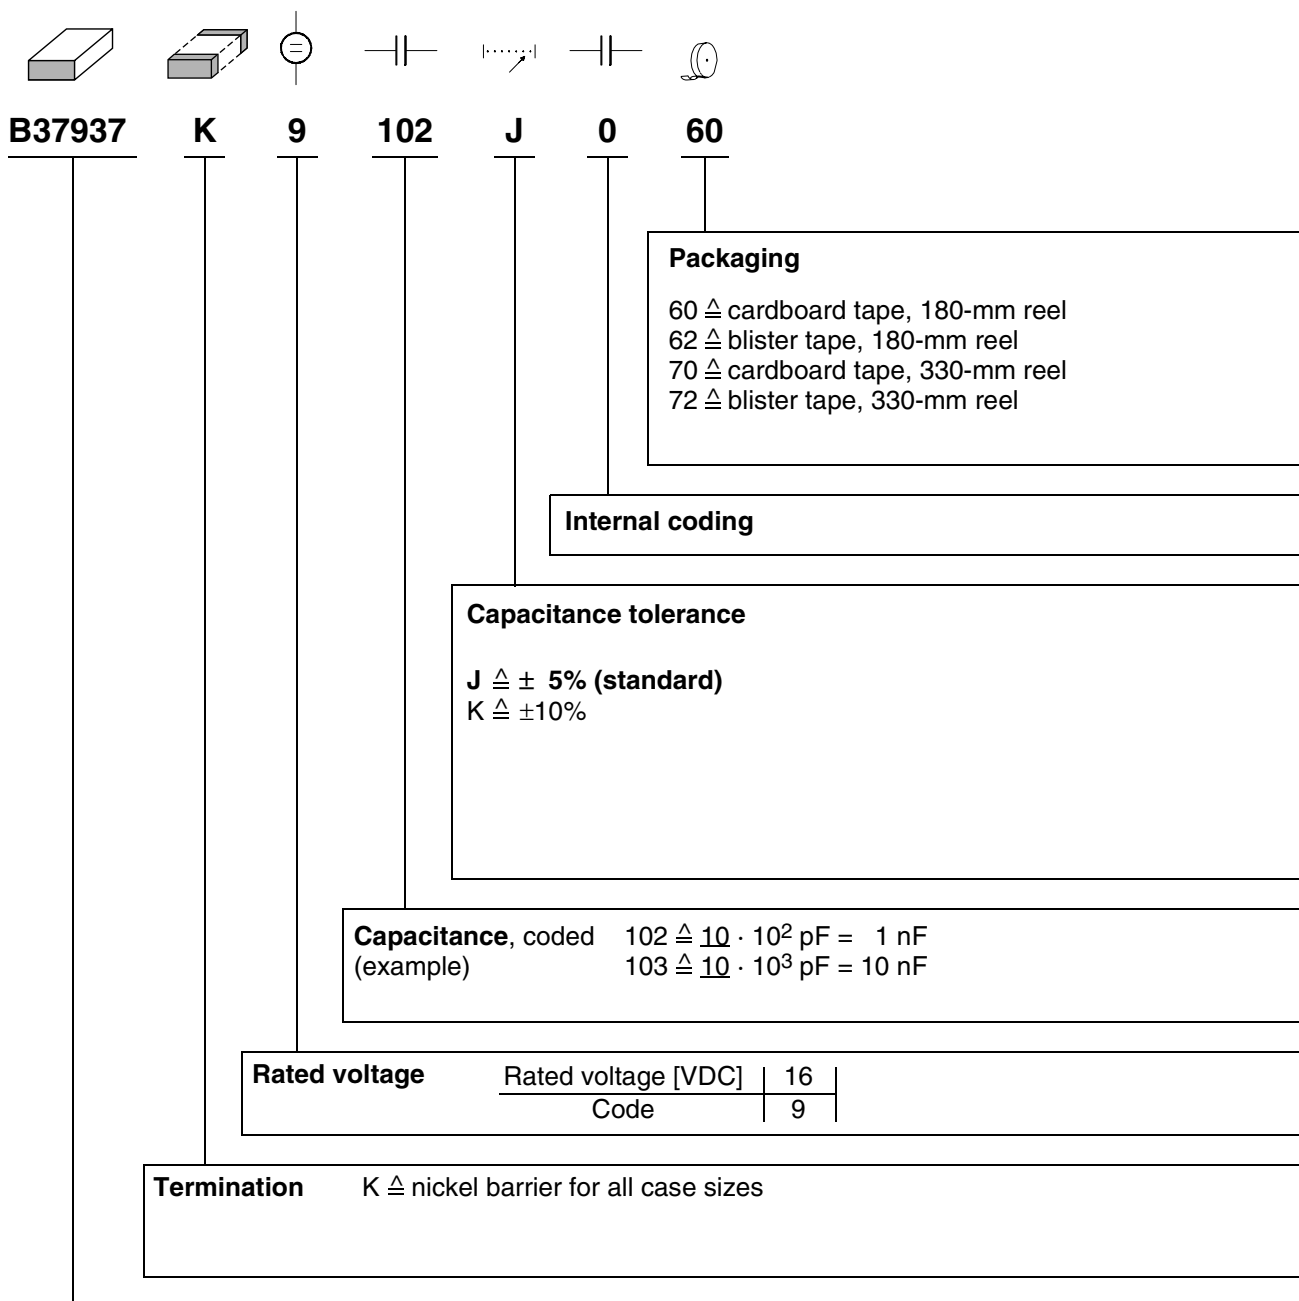 B37937 K 9 102 J 0 60
Packaging
60 ≙ cardboard tape, 180-mm reel
62 ≙ blister tape, 180-mm reel
70 ≙ cardboard tape, 330-mm reel
72 ≙ blister tape, 330-mm reel
Internal coding
Capacitance tolerance
J ≙ ± 5% (standard)
K ≙ ±10%
Capacitance, coded 102 ≙ 10 · 10² pF = 1 nF
(example) 103 ≙ 10 · 10³ pF = 10 nF
Rated voltage Rated voltage [VDC] 16
Code 9
Termination K ≙ nickel barrier for all case sizes